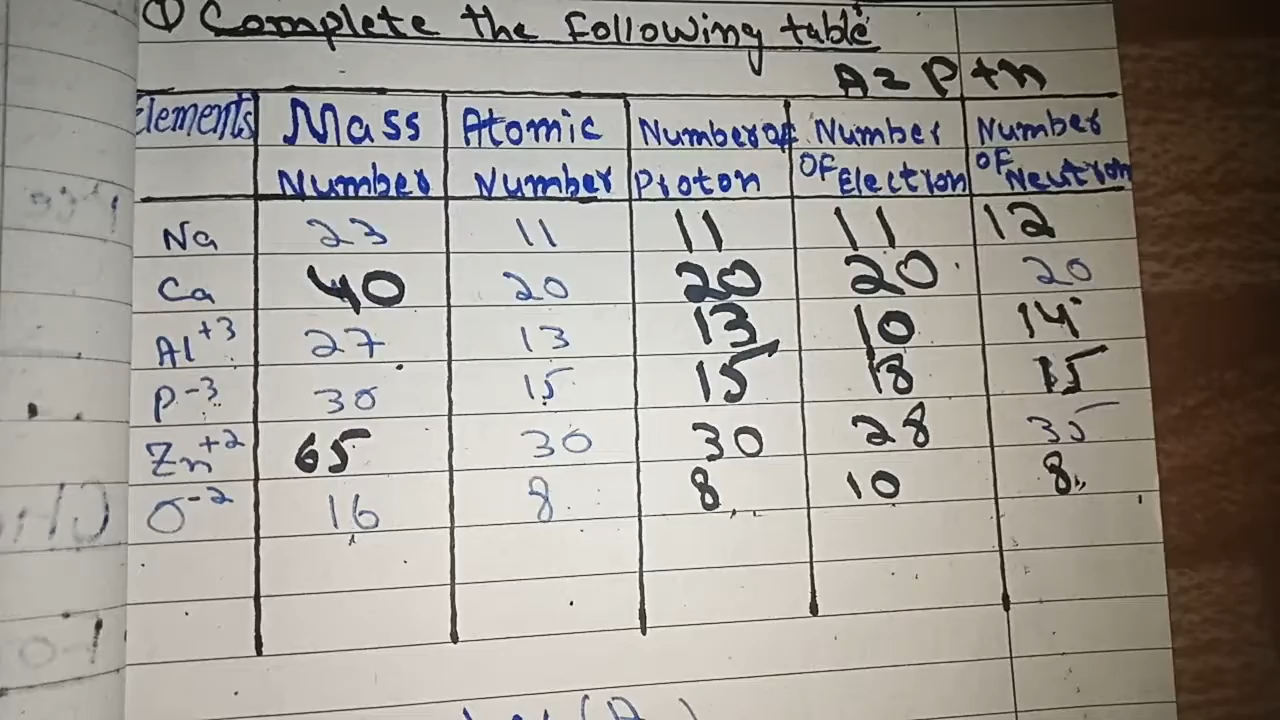 ① Complete the Following table
A = P + n
Elements Mass Number Atomic Number Number of Proton Number OF Election Number OF Neutron
Na 23 11 11 11 12
Ca 40 20 20 20 20
Al+3 27 13 13 10 14
P-3 30 15 15 18 15
Zn+2 65 30 30 28 35
O-2 16 8 8 10 8